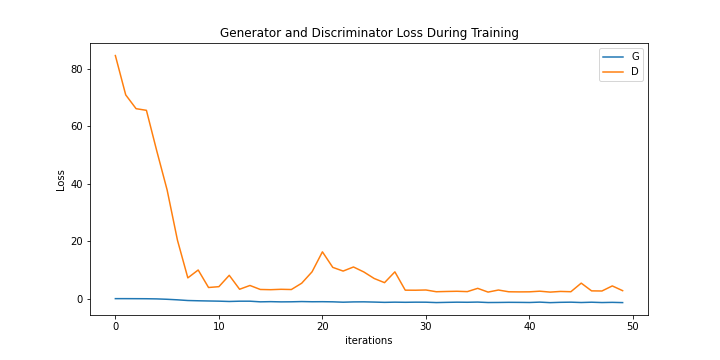 Generator and Discriminator Loss During Training
G
D
80
60
40
20
0
Loss
0 10 20 30 40 50
iterations